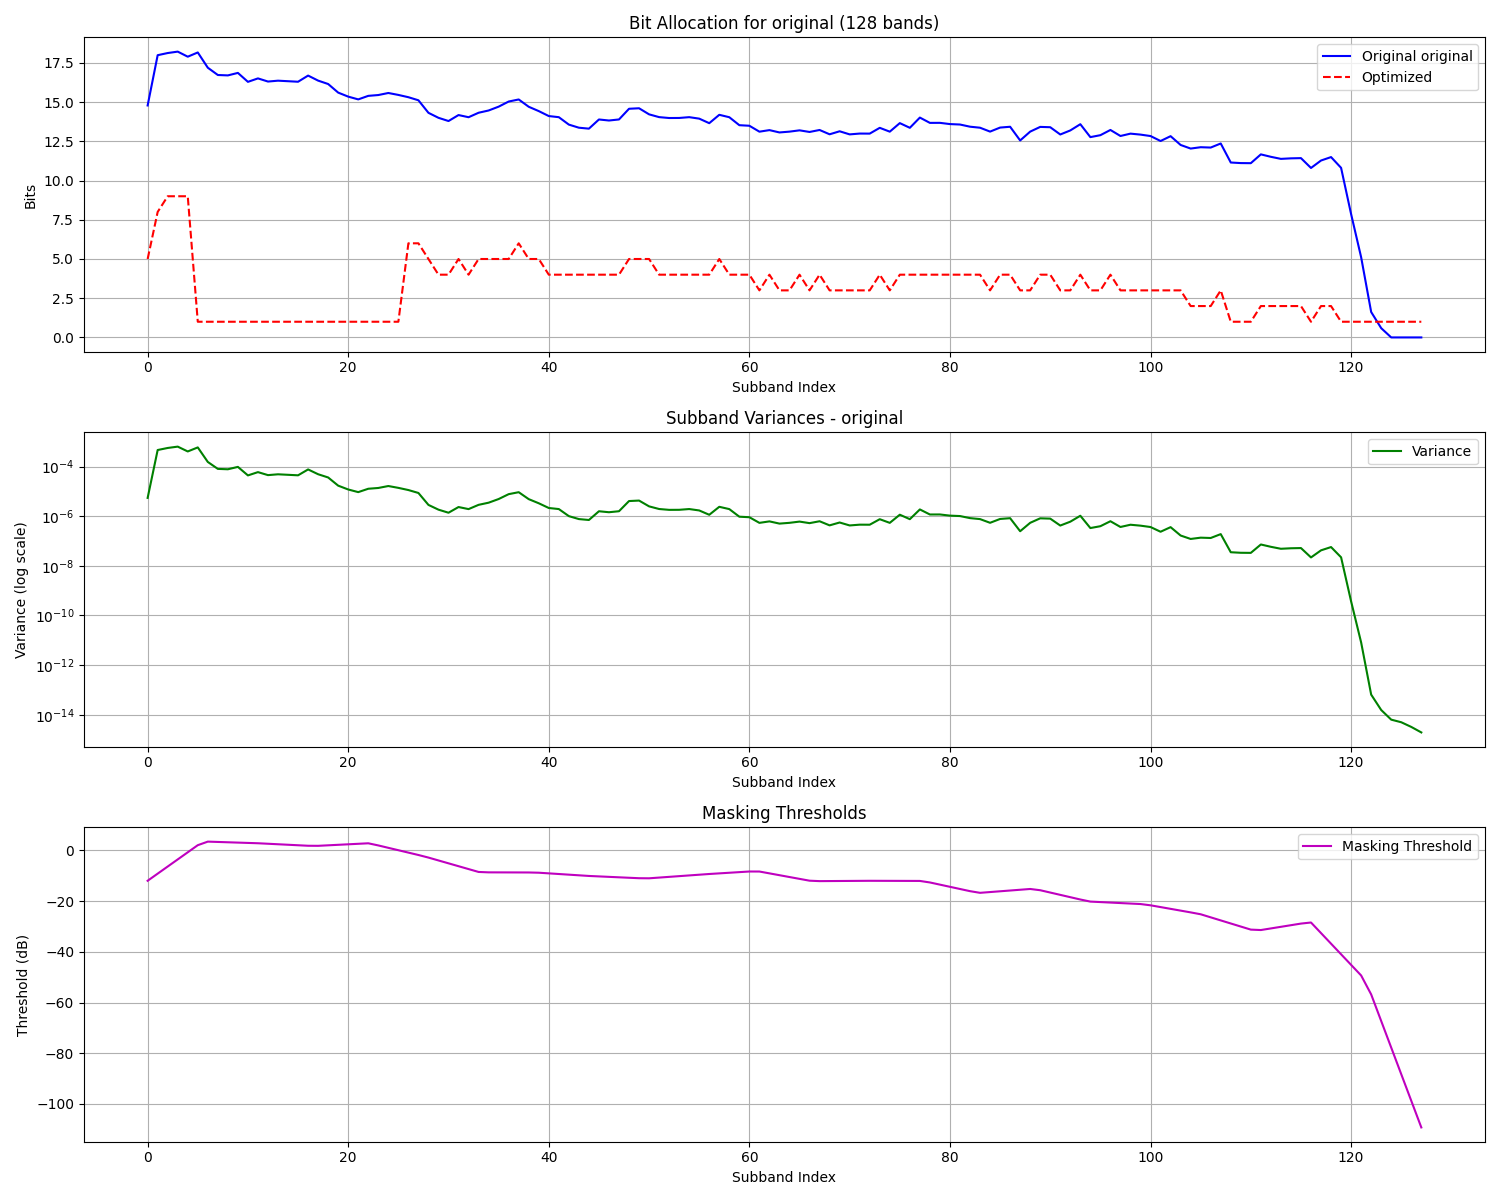 Bit Allocation for original (128 bands)
Original original
Optimized
17.5
15.0
12.5
10.0
7.5
5.0
2.5
0.0
Bits
0 20 40 60 80 100 120
Subband Index
Subband Variances - original
Variance
10⁻⁴
10⁻⁶
10⁻⁸
10⁻¹⁰
10⁻¹²
10⁻¹⁴
Variance (log scale)
0 20 40 60 80 100 120
Subband Index
Masking Thresholds
Masking Threshold
0
−20
−40
−60
−80
−100
Threshold (dB)
0 20 40 60 80 100 120
Subband Index